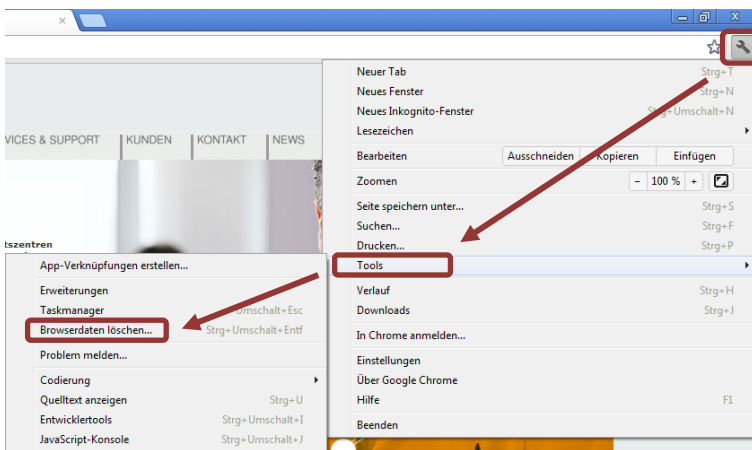 VICES & SUPPORT KUNDEN KONTAKT NEWS
tszentren
Neuer Tab Strg+T
Neues Fenster Strg+N
Neues Inkognito-Fenster Strg+Umschalt+N
Lesezeichen
Bearbeiten Ausschneiden Kopieren Einfügen
Zoomen - 100 % +
Seite speichern unter... Strg+S
Suchen... Strg+F
Drucken... Strg+P
Tools
Verlauf Strg+H
Downloads Strg+J
In Chrome anmelden...
Einstellungen
Über Google Chrome
Hilfe F1
Beenden
App-Verknüpfungen erstellen...
Erweiterungen
Taskmanager Umschalt+Esc
Browserdaten löschen... Strg+Umschalt+Entf
Problem melden...
Codierung
Quelltext anzeigen Strg+U
Entwicklertools Strg+Umschalt+I
JavaScript-Konsole Strg+Umschalt+J